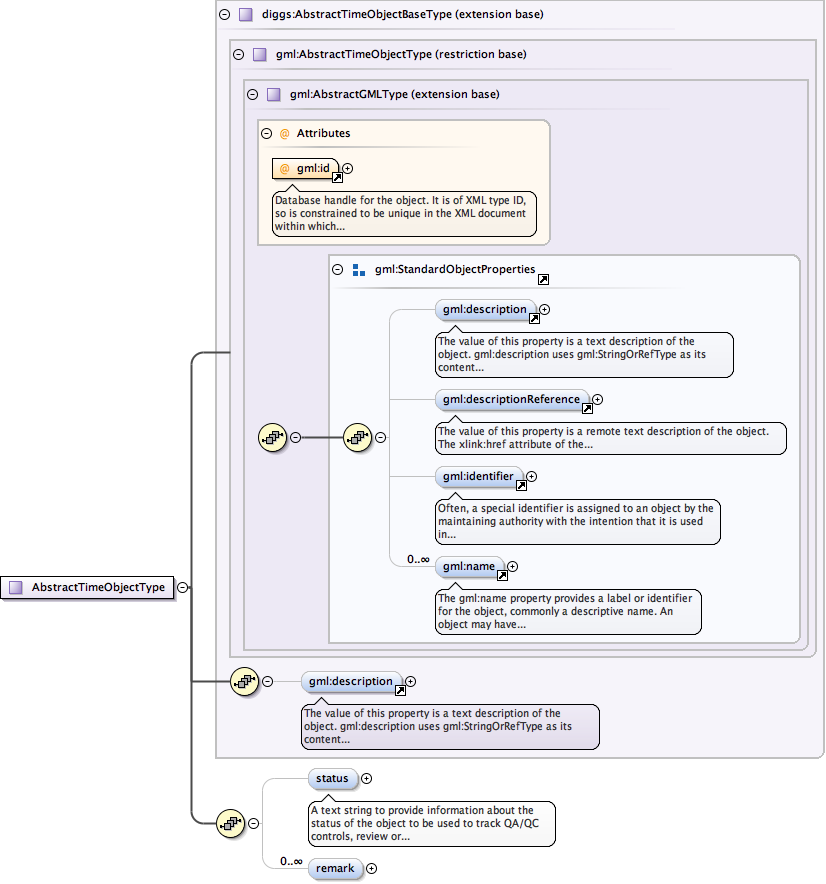 diggs:AbstractTimeObjectBaseType (extension base)
gml:AbstractTimeObjectType (restriction base)
gml:AbstractGMLType (extension base)
@ Attributes
@ gml:id
Database handle for the object. It is of XML type ID,
so is constrained to be unique in the XML document
within which...
gml:StandardObjectProperties
gml:description
The value of this property is a text description of the
object. gml:description uses gml:StringOrRefType as its
content...
gml:descriptionReference
The value of this property is a remote text description of the object.
The xlink:href attribute of the...
gml:identifier
Often, a special identifier is assigned to an object by the
maintaining authority with the intention that it is used
in...
0..∞
gml:name
The gml:name property provides a label or identifier
for the object, commonly a descriptive name. An
object may have...
AbstractTimeObjectType
gml:description
The value of this property is a text description of the
object. gml:description uses gml:StringOrRefType as its
content...
status
A text string to provide information about the
status of the object to be used to track QA/QC
controls, review or...
0..∞
remark